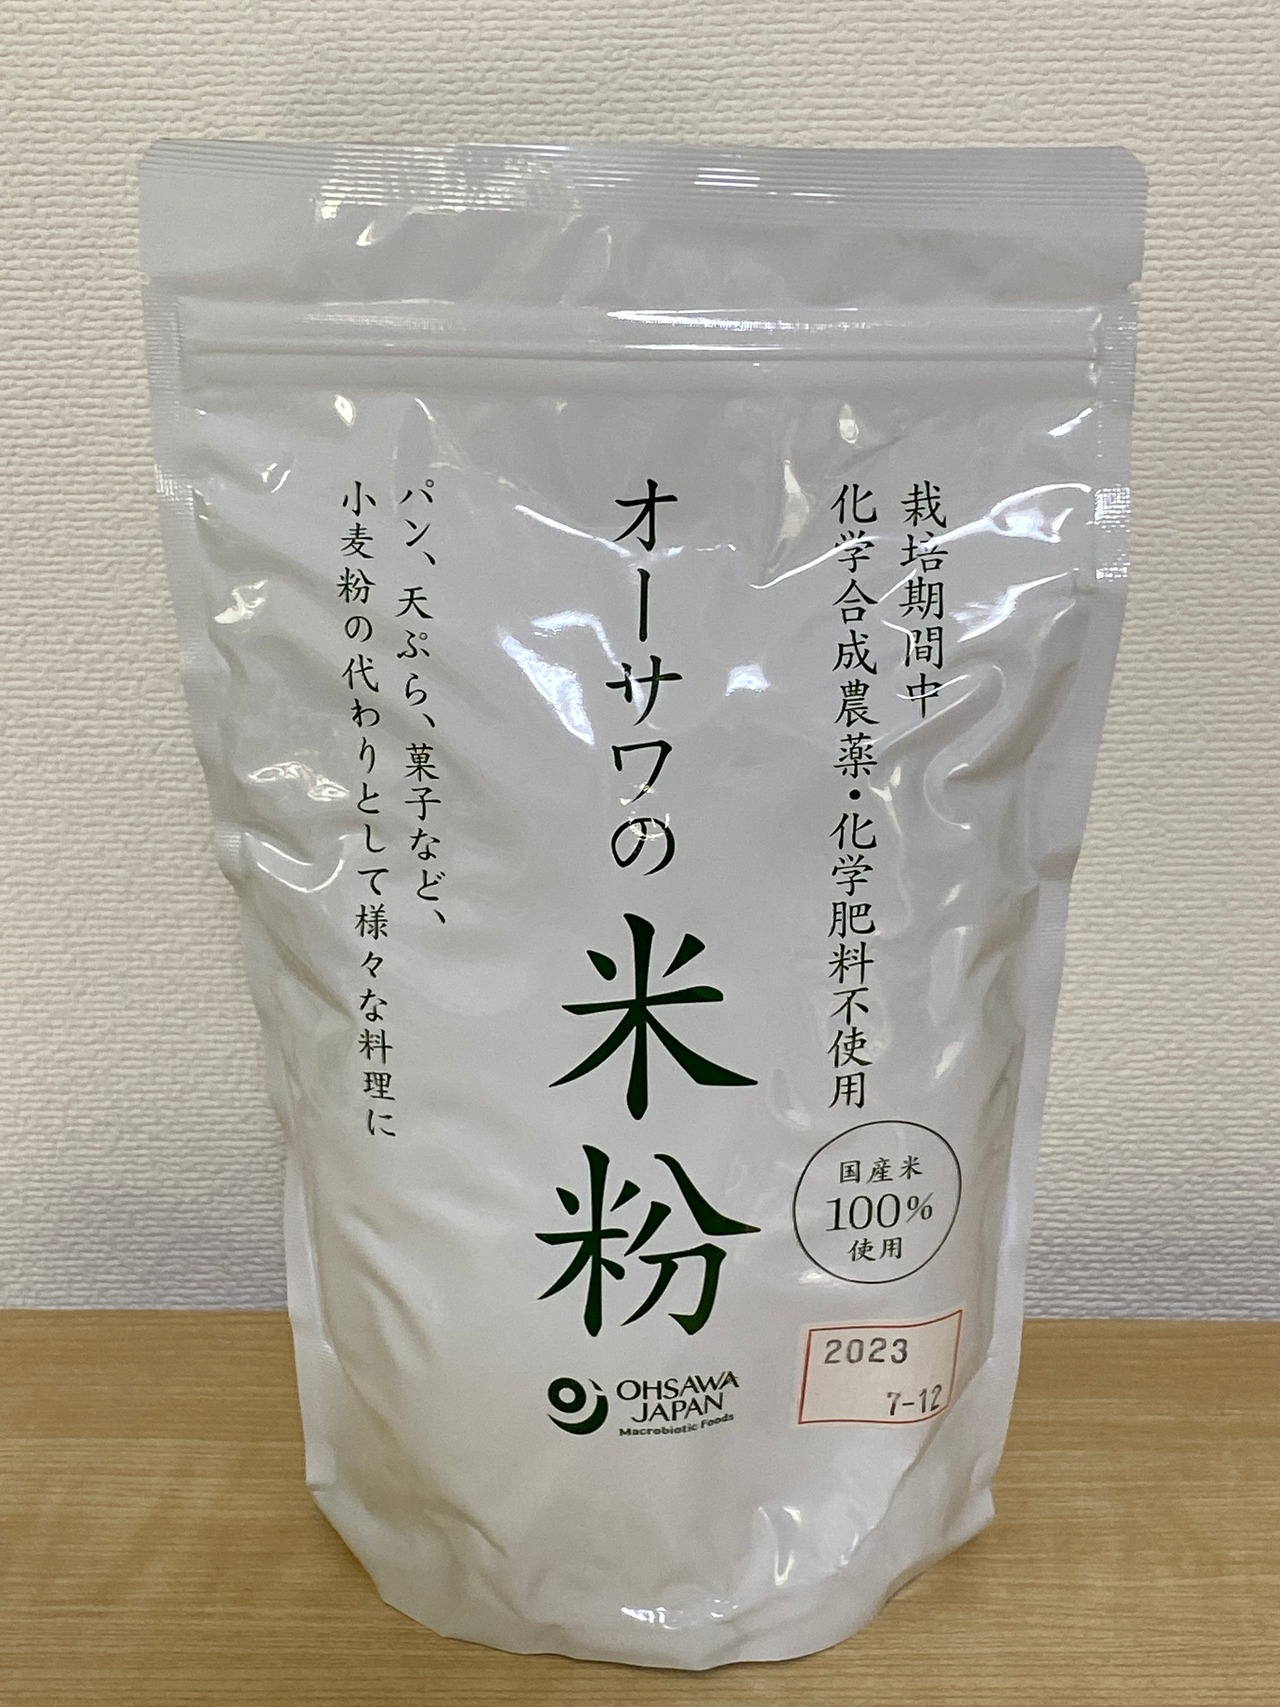 栽培期間中
化学合成農薬・化学肥料不使用
オーサワの
米粉
パン、天ぷら、菓子など、
小麦粉の代わりとして様々な料理に
国産米
100%
使用
2023
7-12
OHSAWA
JAPAN
Macrobiotic Foods